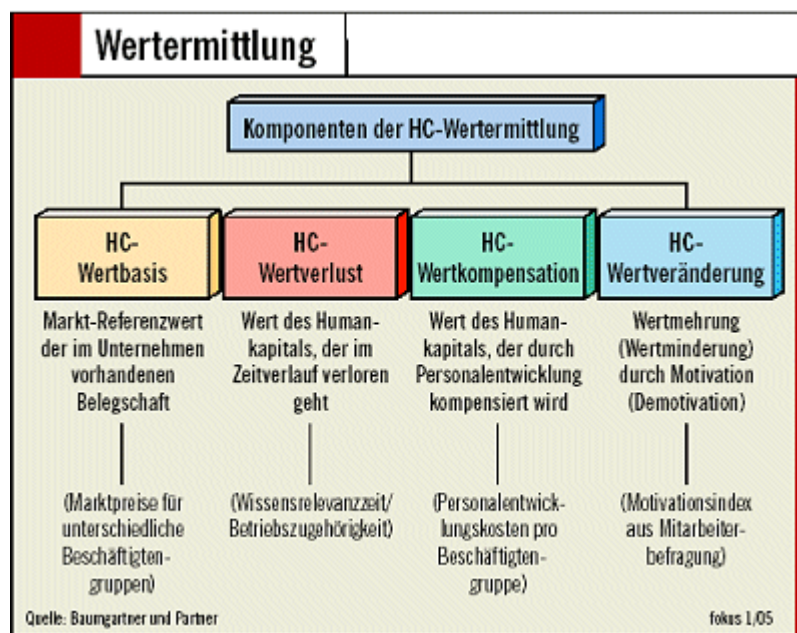 Wertermittlung
Komponenten der HC-Wertermittlung
HC-
Wertbasis
HC-
Wertverlust
HC-
Wertkompensation
HC-
Wertveränderung
Markt-Referenzwert
der im Unternehmen
vorhandenen
Belegschaft
Wert des Human-
kapitals, der im
Zeitverlauf verloren
geht
Wert des Human-
kapitals, der durch
Personalentwicklung
kompensiert wird
Wertmehrung
(Wertminderung)
durch Motivation
(Demotivation)
(Marktpreise für
unterschiedliche
Beschäftigten-
gruppen)
(Wissensrelevanzzeit/
Betriebszugehörigkeit)
(Personalentwick-
lungskosten pro
Beschäftigten-
gruppe)
(Motivationsindex
aus Mitarbeiter-
befragung)
Quelle: Baumgartner und Partner
fokus 1/05